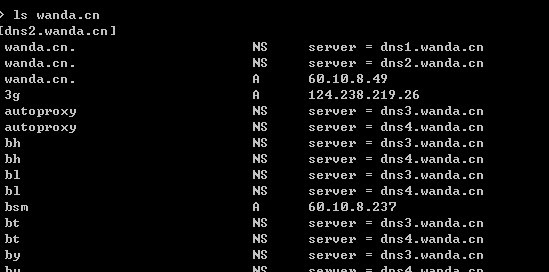 > ls wanda.cn
[dns2.wanda.cn]
wanda.cn. NS server = dns1.wanda.cn
wanda.cn. NS server = dns2.wanda.cn
wanda.cn. A 60.10.8.49
3g A 124.238.219.26
autoproxy NS server = dns3.wanda.cn
autoproxy NS server = dns4.wanda.cn
bh NS server = dns3.wanda.cn
bh NS server = dns4.wanda.cn
bl NS server = dns3.wanda.cn
bl NS server = dns4.wanda.cn
bsm A 60.10.8.237
bt NS server = dns3.wanda.cn
bt NS server = dns4.wanda.cn
by NS server = dns3.wanda.cn
NS server = dns4.wanda.cn